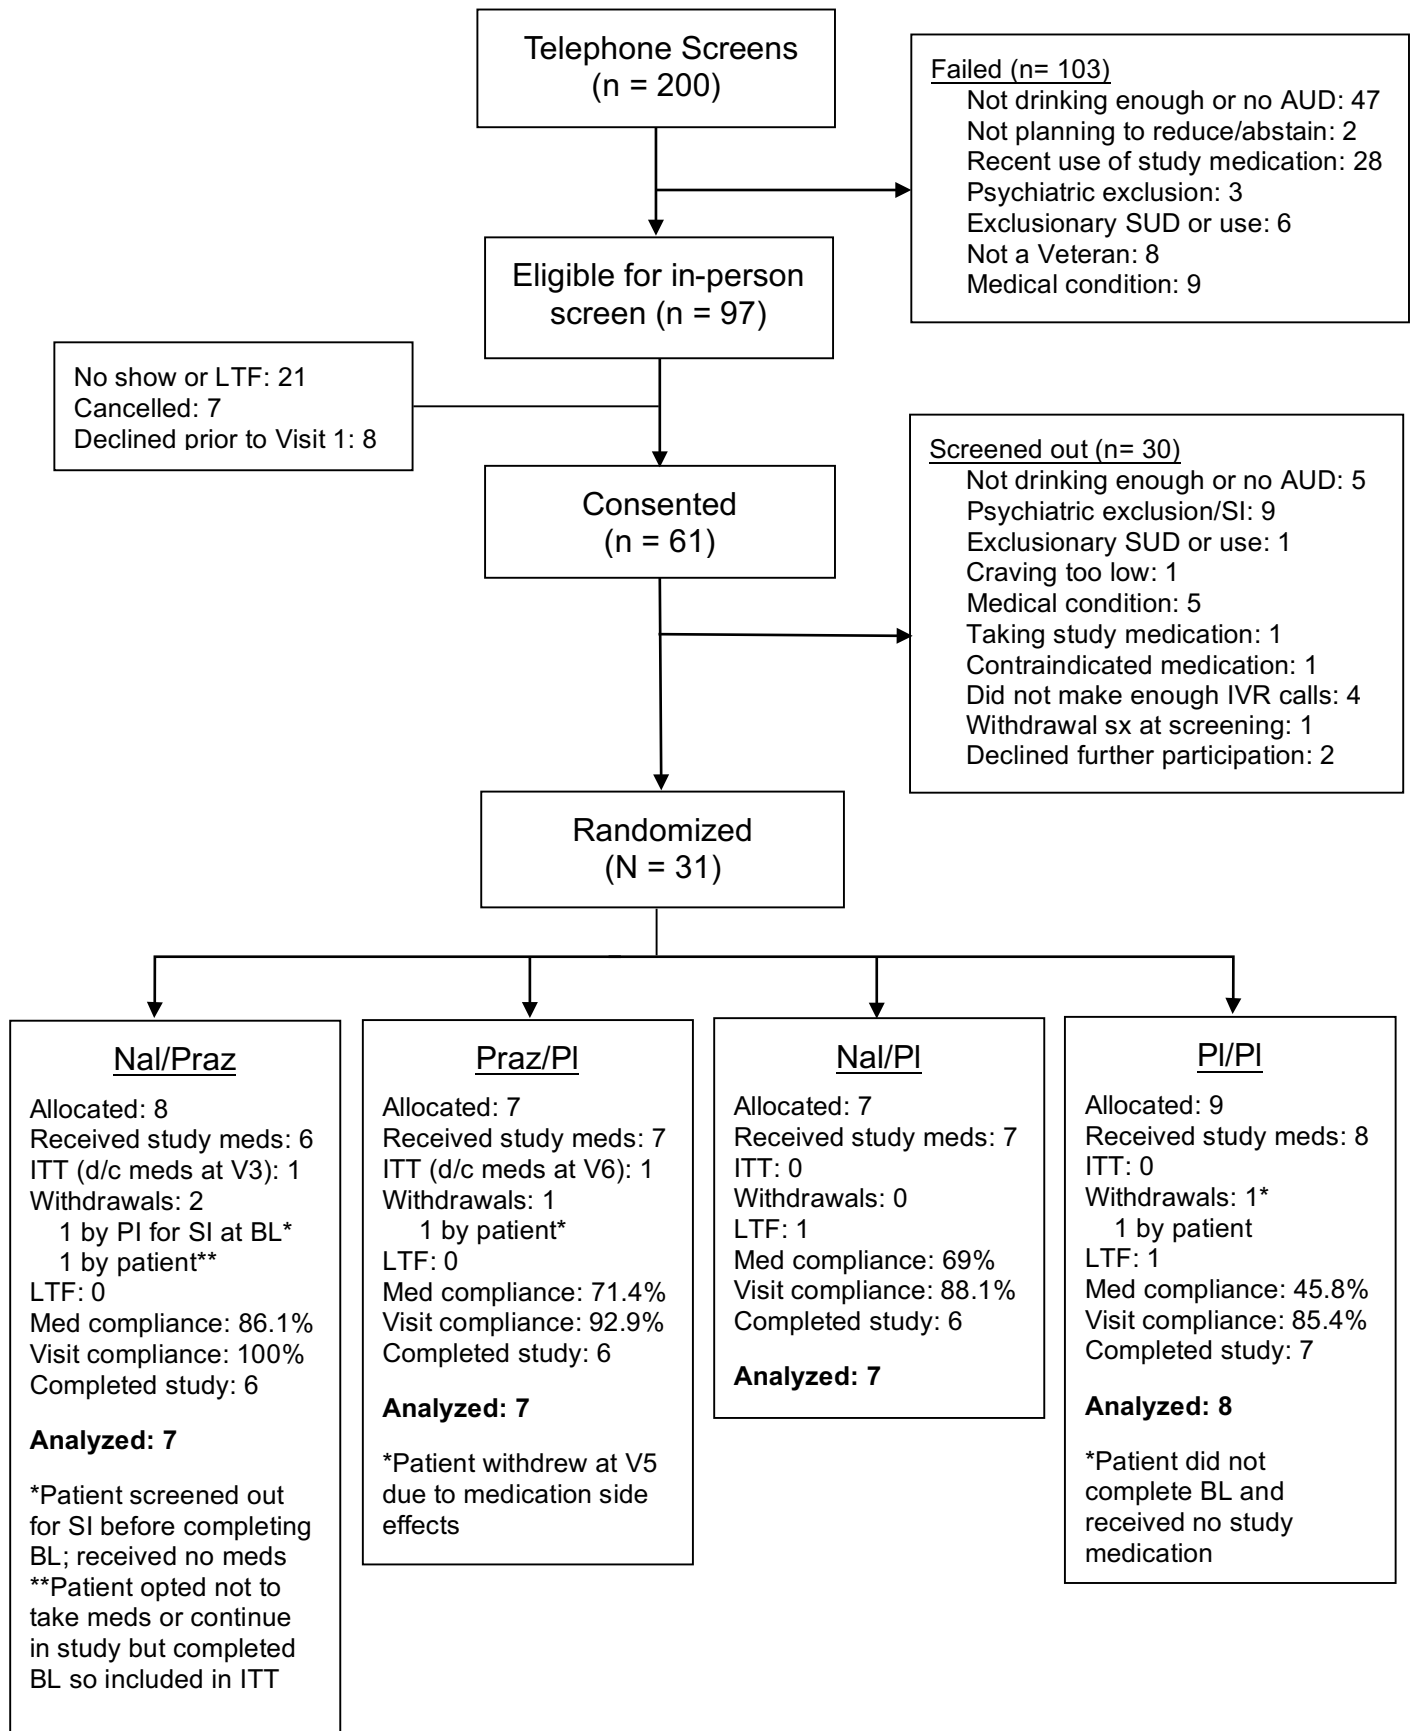 Telephone Screens
(n = 200)
Failed (n= 103)
Not drinking enough or no AUD: 47
Not planning to reduce/abstain: 2
Recent use of study medication: 28
Psychiatric exclusion: 3
Exclusionary SUD or use: 6
Not a Veteran: 8
Medical condition: 9
Eligible for in-person
screen (n = 97)
No show or LTF: 21
Cancelled: 7
Declined prior to Visit 1: 8
Consented
(n = 61)
Screened out (n= 30)
Not drinking enough or no AUD: 5
Psychiatric exclusion/SI: 9
Exclusionary SUD or use: 1
Craving too low: 1
Medical condition: 5
Taking study medication: 1
Contraindicated medication: 1
Did not make enough IVR calls: 4
Withdrawal sx at screening: 1
Declined further participation: 2
Randomized
(N = 31)
Nal/Praz
Allocated: 8
Received study meds: 6
ITT (d/c meds at V3): 1
Withdrawals: 2
1 by PI for SI at BL*
1 by patient**
LTF: 0
Med compliance: 86.1%
Visit compliance: 100%
Completed study: 6
Analyzed: 7
*Patient screened out
for SI before completing
BL; received no meds
**Patient opted not to
take meds or continue
in study but completed
BL so included in ITT
Praz/Pl
Allocated: 7
Received study meds: 7
ITT (d/c meds at V6): 1
Withdrawals: 1
1 by patient*
LTF: 0
Med compliance: 71.4%
Visit compliance: 92.9%
Completed study: 6
Analyzed: 7
*Patient withdrew at V5
due to medication side
effects
Nal/Pl
Allocated: 7
Received study meds: 7
ITT: 0
Withdrawals: 0
LTF: 1
Med compliance: 69%
Visit compliance: 88.1%
Completed study: 6
Analyzed: 7
Pl/Pl
Allocated: 9
Received study meds: 8
ITT: 0
Withdrawals: 1*
1 by patient
LTF: 1
Med compliance: 45.8%
Visit compliance: 85.4%
Completed study: 7
Analyzed: 8
*Patient did not
complete BL and
received no study
medication